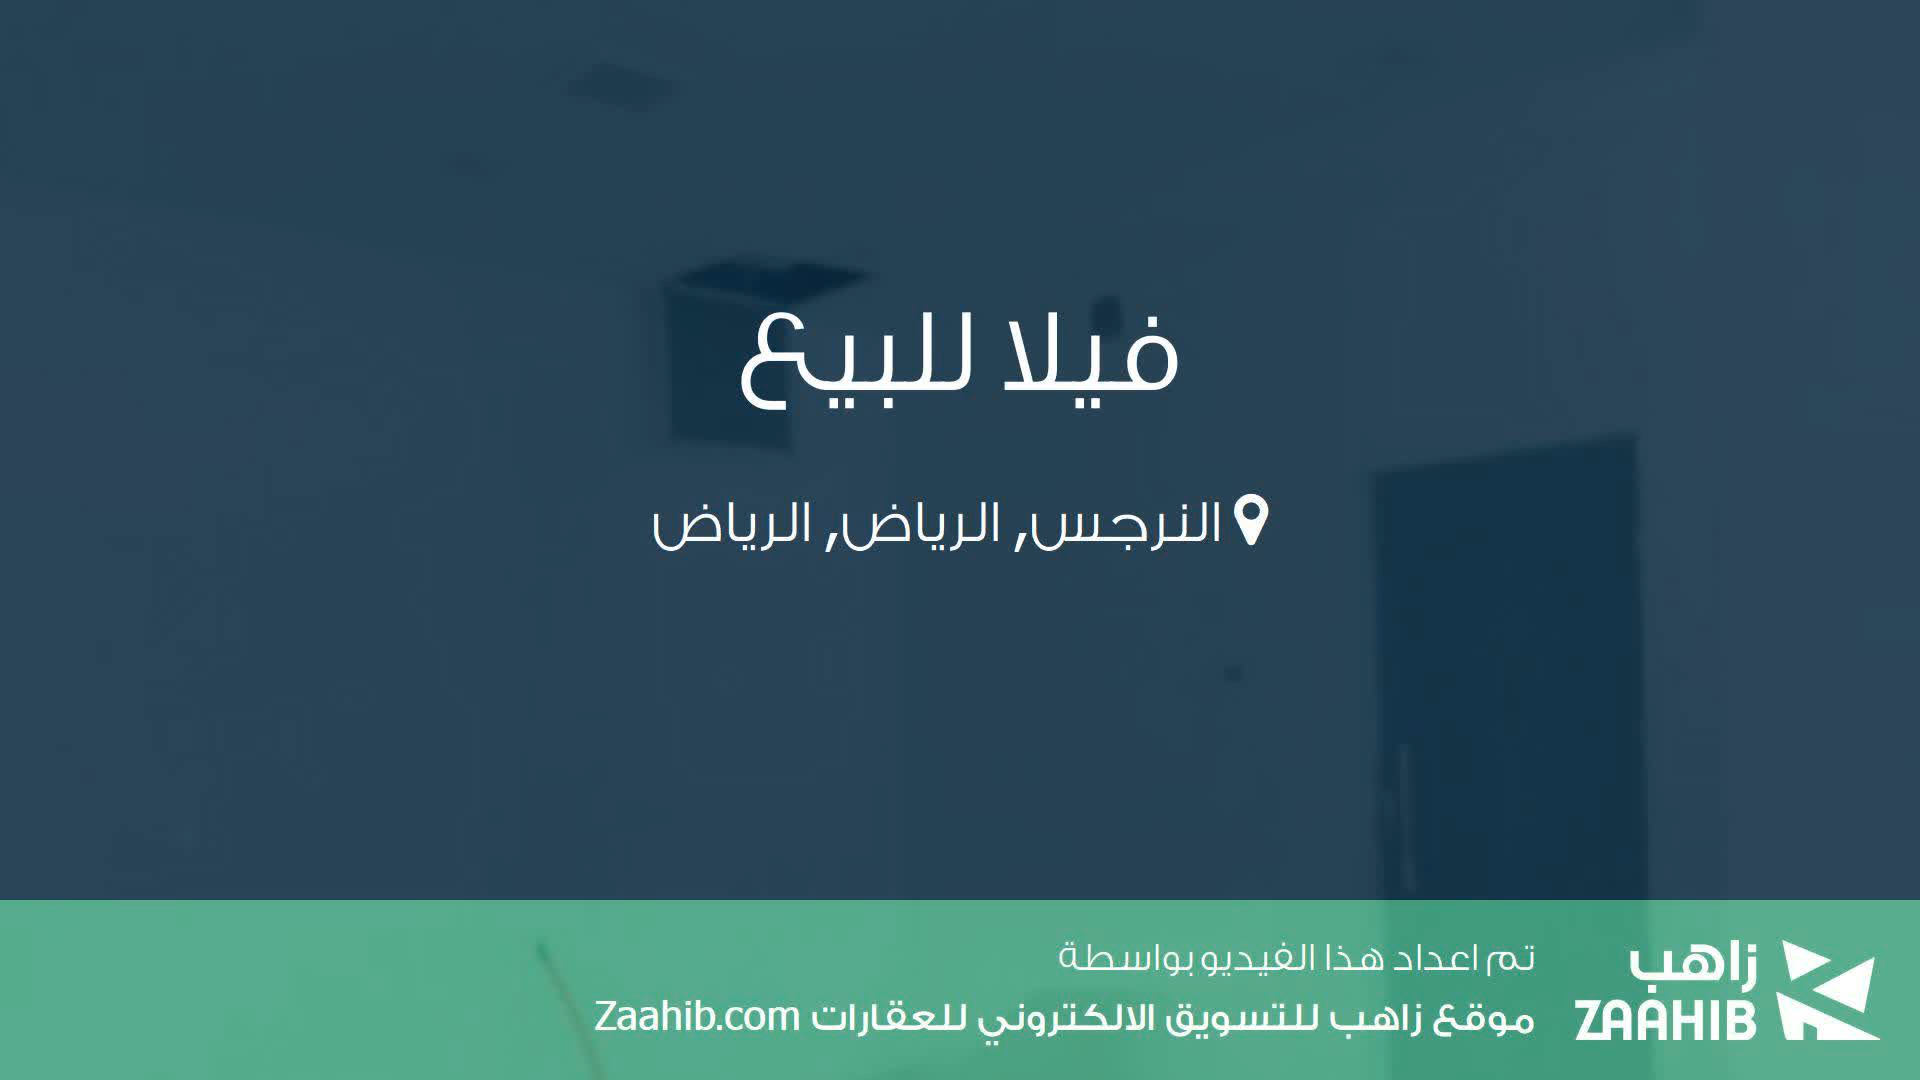 فيلا للبيع
النرجس, الرياض, الرياض
تم اعداد هذا الفيديو بواسطة
موقع زاهب للتسويق الالكتروني للعقارات Zaahib.com
زاهب
ZAAHIB